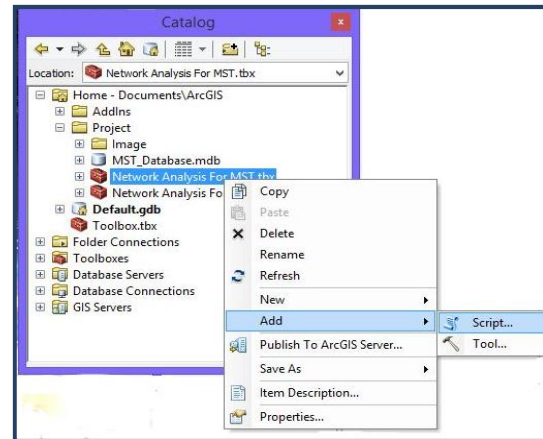 Catalog
Location: Network Analysis For MST.tbx
Home - Documents\ArcGIS
AddIns
Project
Image
MST_Database.mdb
Network Analysis For MST.tbx
Network Analysis Fo
Default.gdb
Toolbox.tbx
Folder Connections
Toolboxes
Database Servers
Database Connections
GIS Servers
Copy
Paste
Delete
Rename
Refresh
New
Add
Publish To ArcGIS Server...
Save As
Item Description...
Properties...
Script...
Tool...